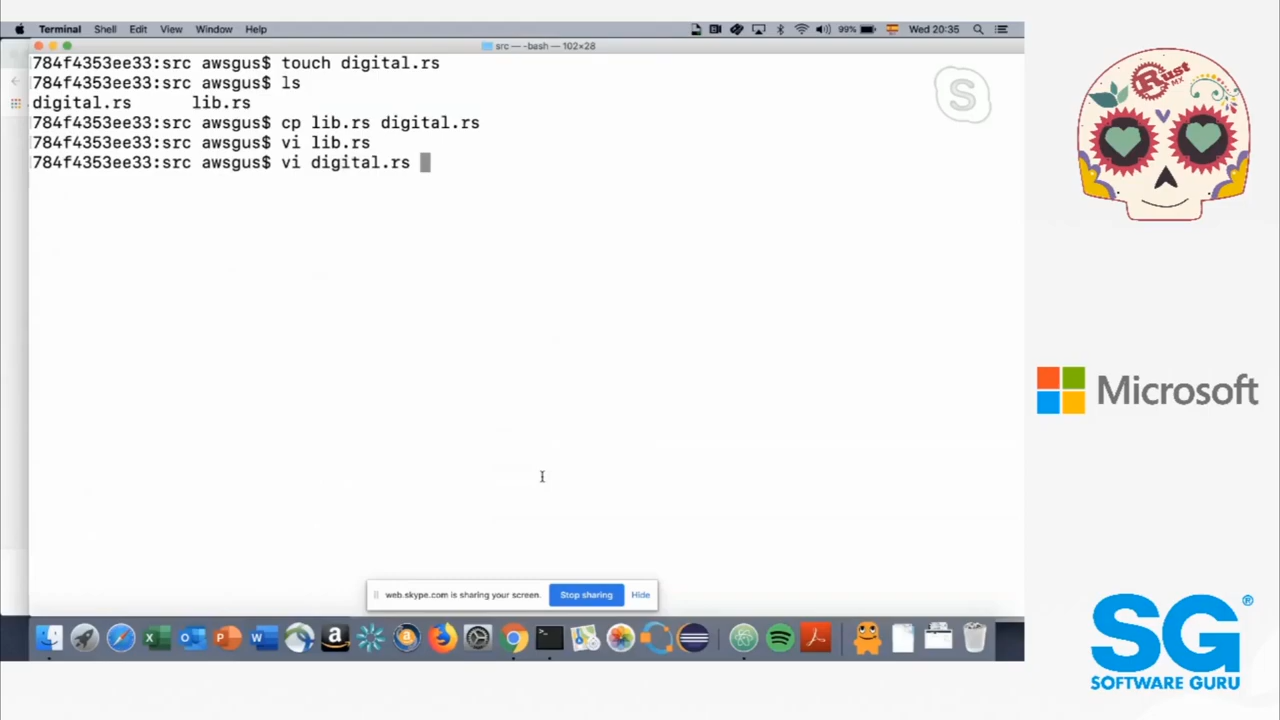 Terminal Shell Edit View Window Help 99% Wed 20:35
src — -bash — 102×28
784f4353ee33:src awsgus$ touch digital.rs
784f4353ee33:src awsgus$ ls
digital.rs lib.rs
784f4353ee33:src awsgus$ cp lib.rs digital.rs
784f4353ee33:src awsgus$ vi lib.rs
784f4353ee33:src awsgus$ vi digital.rs
web.skype.com is sharing your screen. Stop sharing Hide
Rust
MX
Microsoft
SG®
SOFTWARE GURU